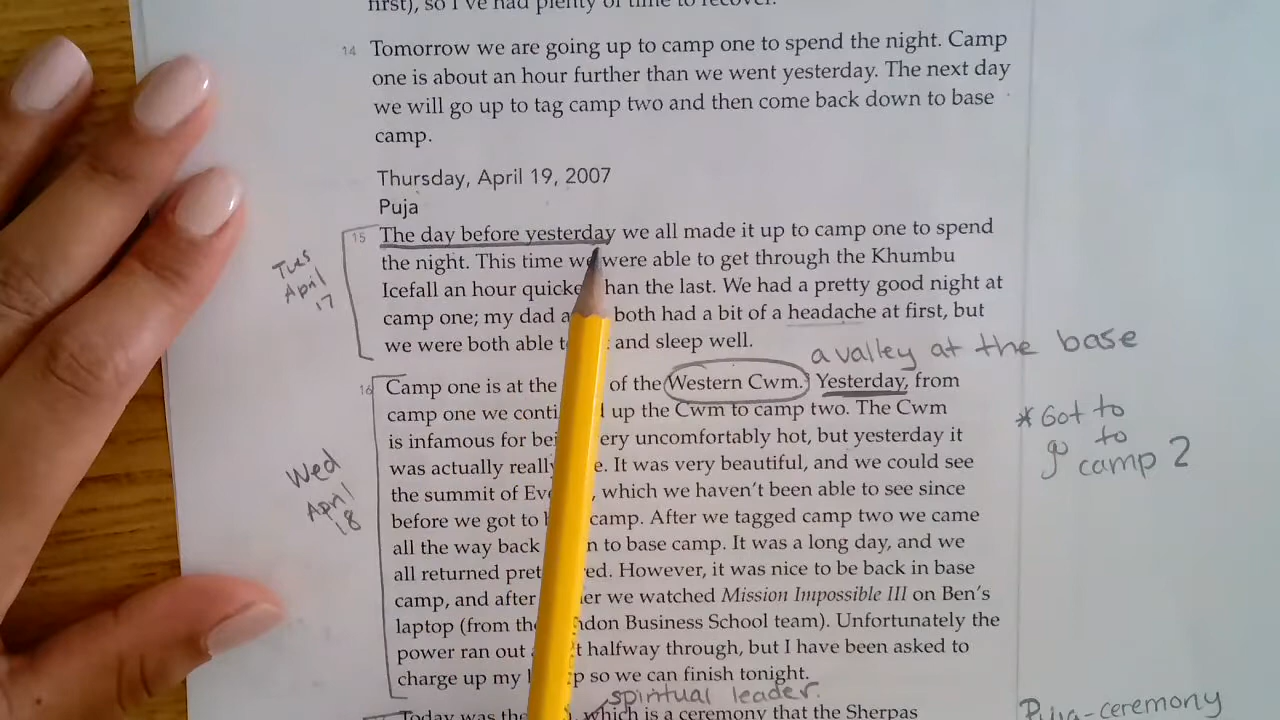 first), so I've had plenty of time to recover.
14 Tomorrow we are going up to camp one to spend the night. Camp
one is about an hour further than we went yesterday. The next day
we will go up to tag camp two and then come back down to base
camp.
Thursday, April 19, 2007
Puja
15 The day before yesterday we all made it up to camp one to spend
the night. This time we were able to get through the Khumbu
Icefall an hour quicke han the last. We had a pretty good night at
camp one; my dad a both had a bit of a headache at first, but
we were both able t and sleep well.
Tues
April
17
a valley at the base
16 Camp one is at the of the Western Cwm. Yesterday, from
camp one we conti up the Cwm to camp two. The Cwm
is infamous for bei ery uncomfortably hot, but yesterday it
was actually really e. It was very beautiful, and we could see
the summit of Ev , which we haven't been able to see since
before we got to camp. After we tagged camp two we came
all the way back n to base camp. It was a long day, and we
all returned pret ed. However, it was nice to be back in base
camp, and after er we watched Mission Impossible III on Ben's
laptop (from th ndon Business School team). Unfortunately the
power ran out t halfway through, but I have been asked to
charge up my l p so we can finish tonight.
Wed
April
18
*Got to
go to
camp 2
spiritual leader.
Today was the which is a ceremony that the Sherpas
Puja-ceremony